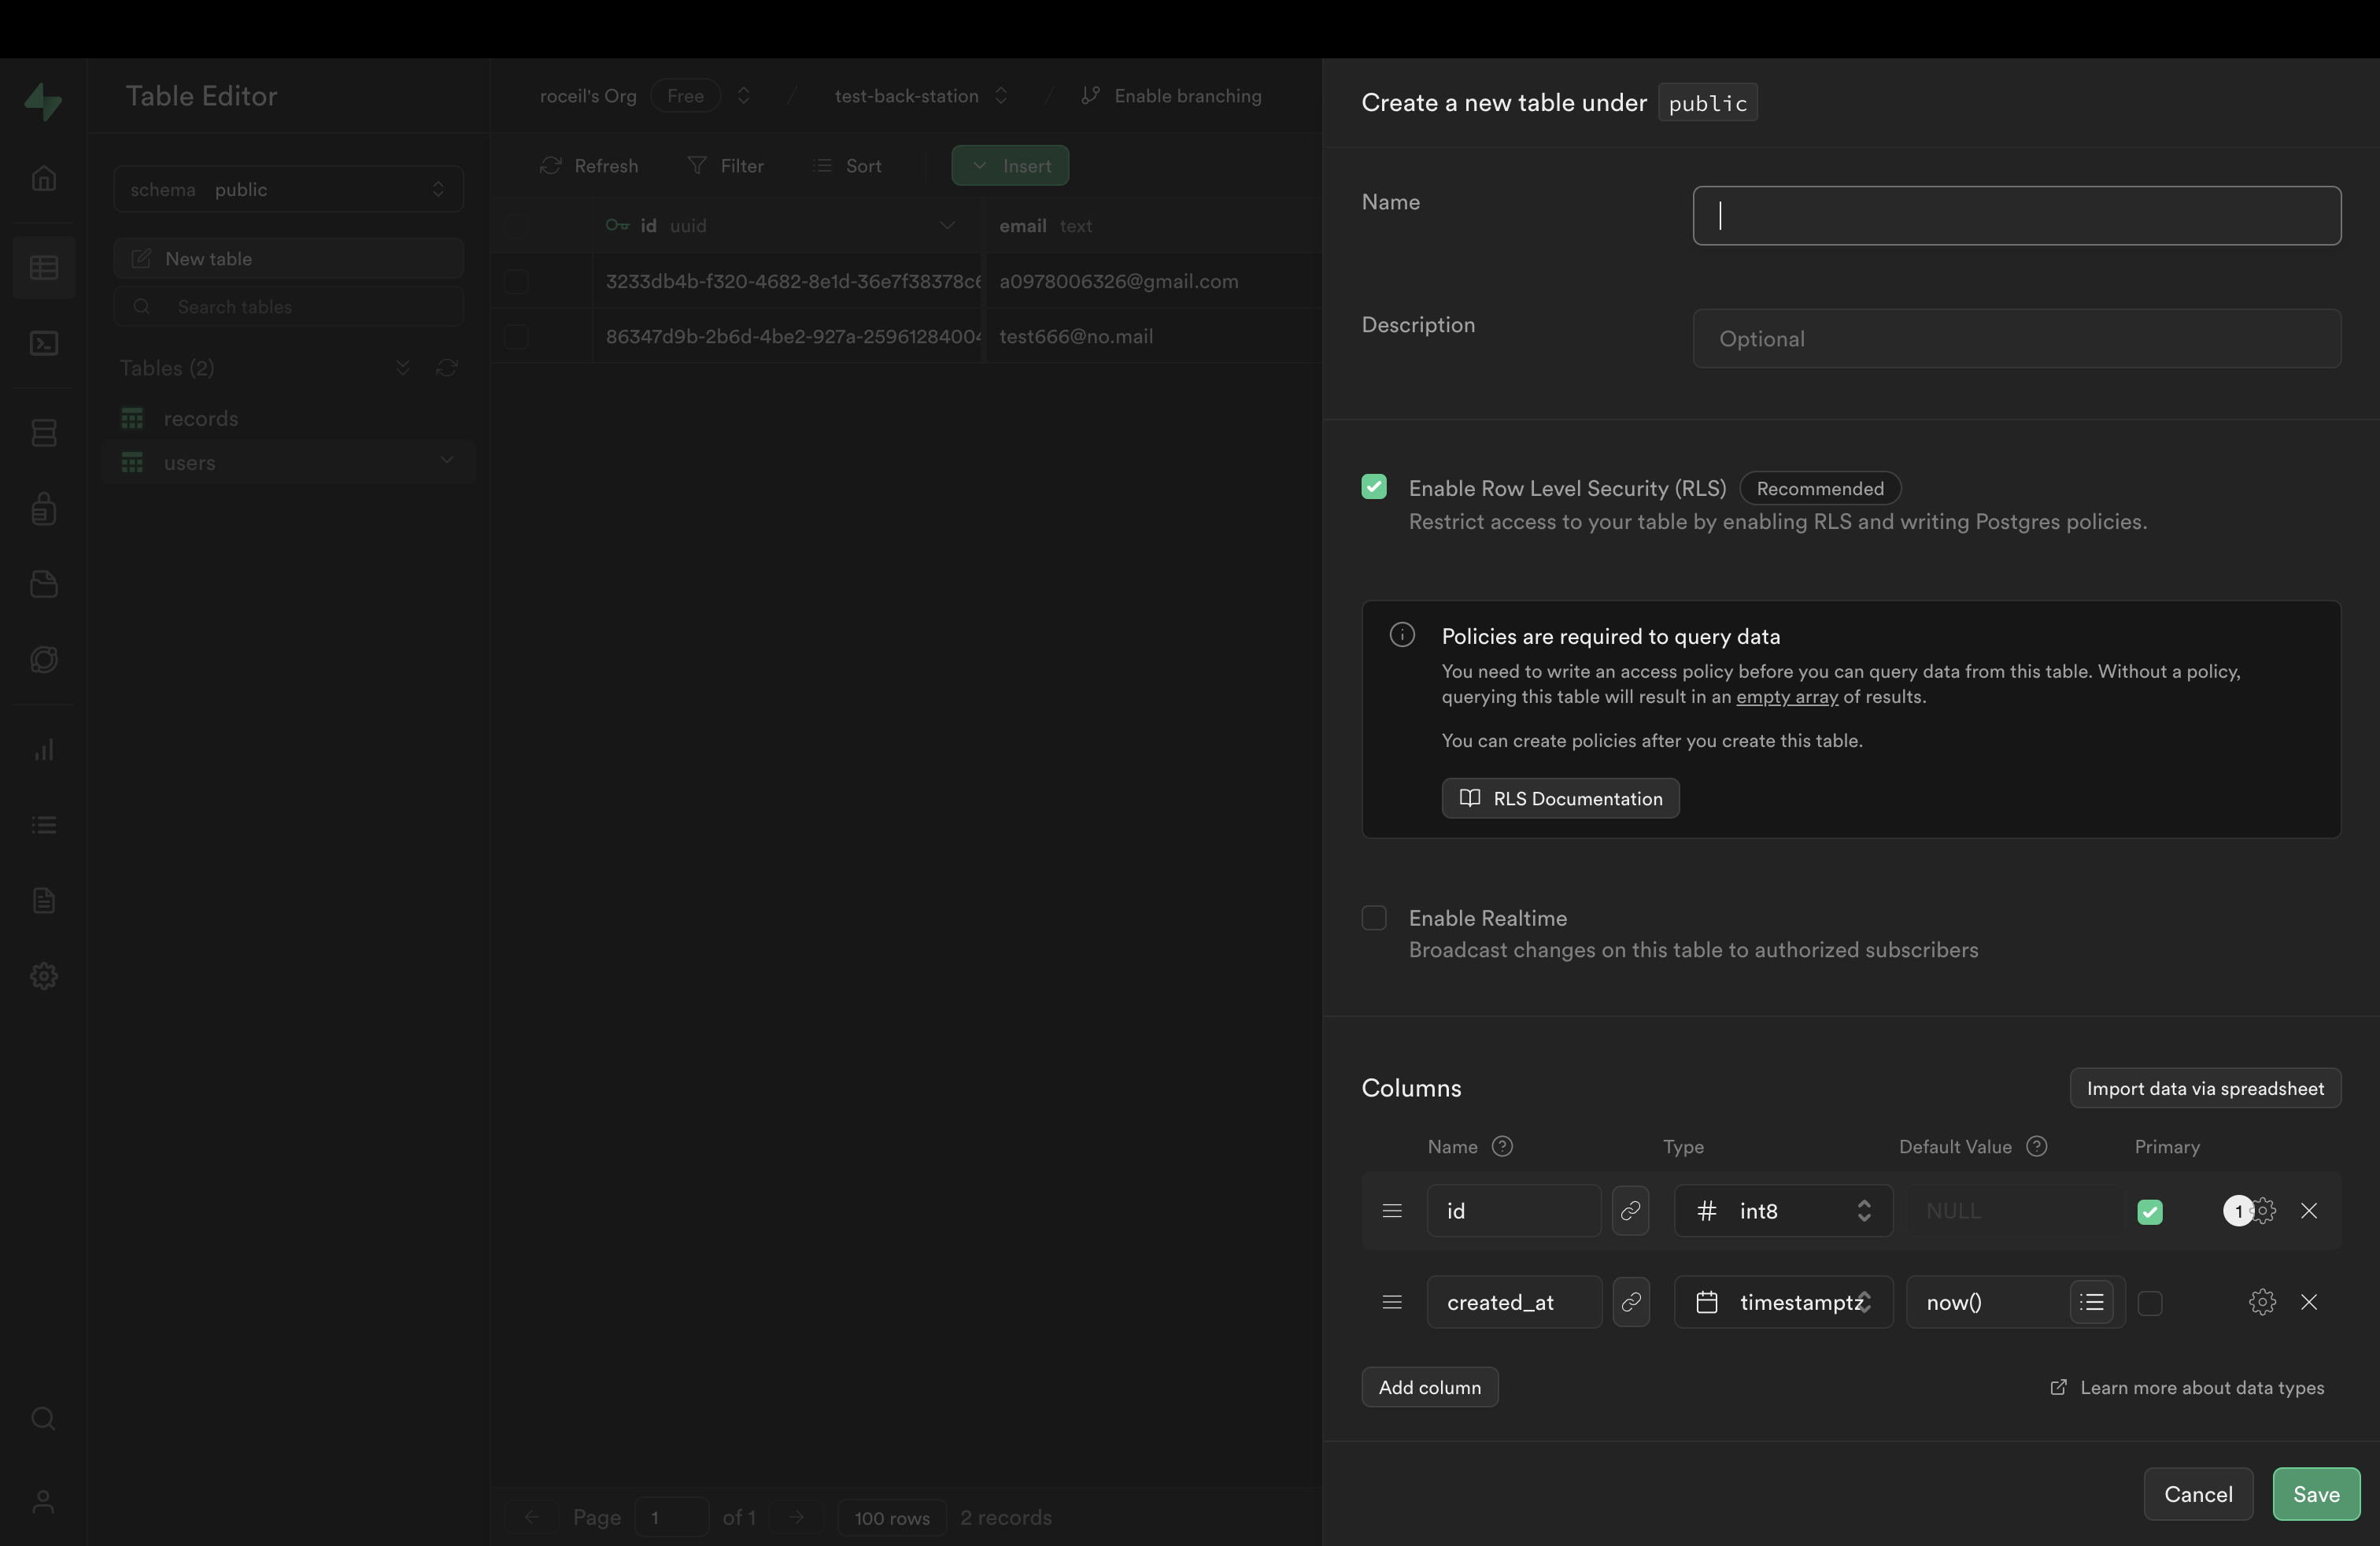 Table Editor
schema public
New table
Search tables
Tables (2)
records
users
roceil's Org Free / test-back-station / Enable branching
Refresh Filter Sort Insert
id uuid email text
3233db4b-f320-4682-8e1d-36e7f38378c a0978006326@gmail.com
86347d9b-2b6d-4be2-927a-25961284004 test666@no.mail
Page 1 of 1 100 rows 2 records
Create a new table under public
Name
Description Optional
Enable Row Level Security (RLS) Recommended
Restrict access to your table by enabling RLS and writing Postgres policies.
Policies are required to query data
You need to write an access policy before you can query data from this table. Without a policy,
querying this table will result in an empty array of results.
You can create policies after you create this table.
RLS Documentation
Enable Realtime
Broadcast changes on this table to authorized subscribers
Columns Import data via spreadsheet
Name Type Default Value Primary
id int8 NULL 1
created_at timestamptz now()
Add column Learn more about data types
Cancel Save